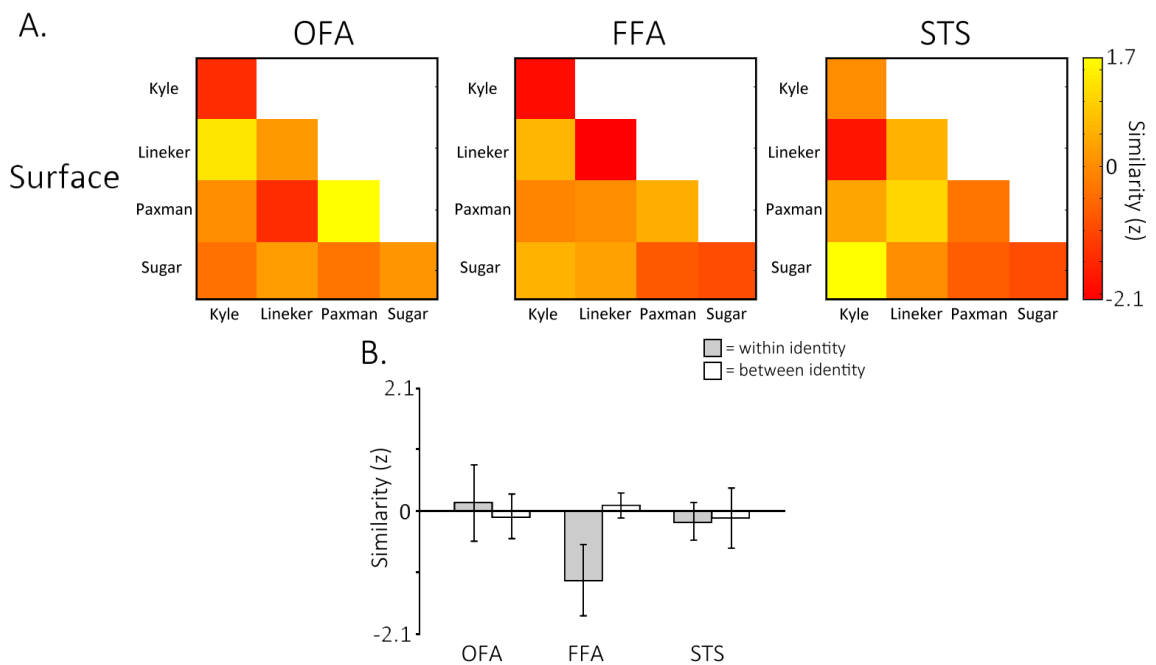 A.
OFA
FFA
STS
Surface
Kyle
Lineker
Paxman
Sugar
Kyle Lineker Paxman Sugar
Kyle
Lineker
Paxman
Sugar
Kyle Lineker Paxman Sugar
Kyle
Lineker
Paxman
Sugar
Kyle Lineker Paxman Sugar
1.7
0
-2.1
Similarity (z)
B.
= within identity
= between identity
2.1
0
-2.1
Similarity (z)
OFA FFA STS